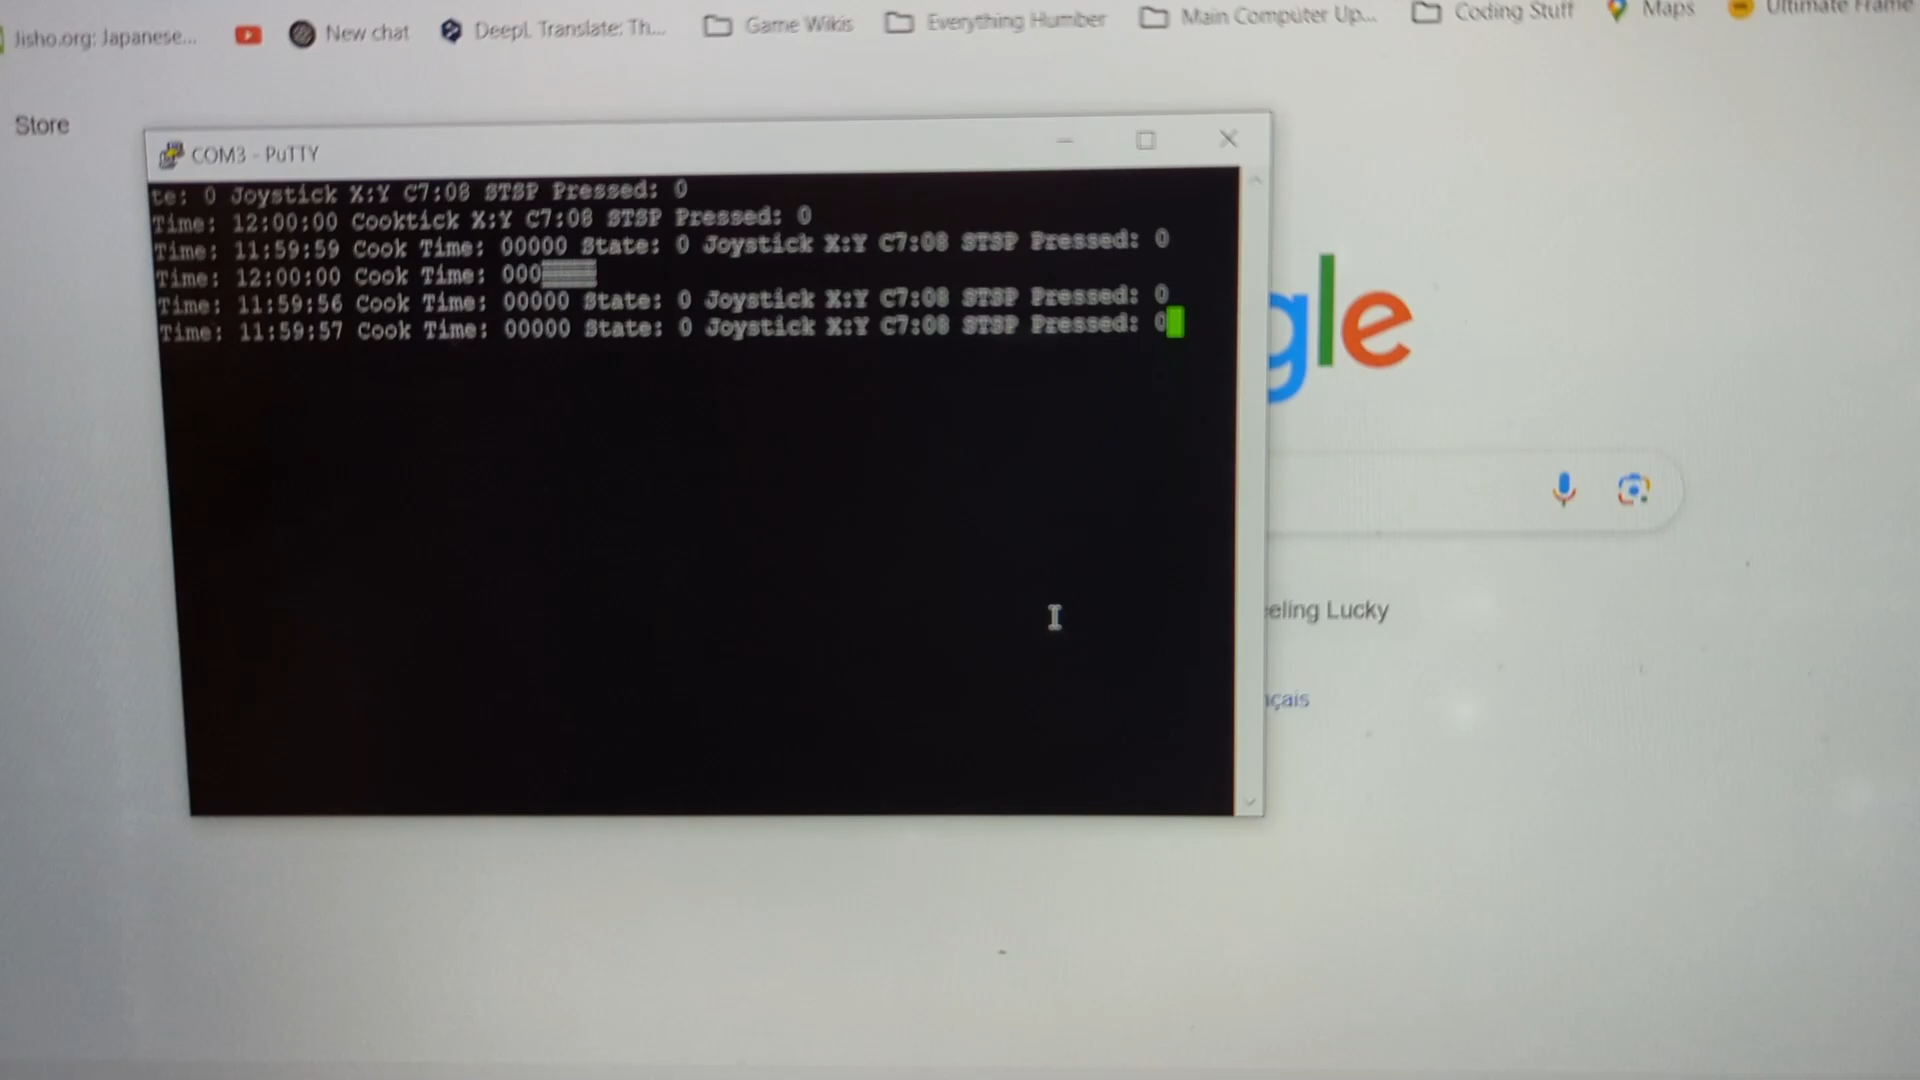 Jisho.org: Japanese... New chat DeepL Translate: Th... Game Wikis Everything Humber Main Computer Up... Coding Stuff Maps Ultimate Frame
Store
COM3 - PuTTY
te: 0 Joystick X:Y C7:08 STSP Pressed: 0
Time: 12:00:00 Cooktick X:Y C7:08 STSP Pressed: 0
Time: 11:59:59 Cook Time: 00000 State: 0 Joystick X:Y C7:08 STSP Pressed: 0
Time: 12:00:00 Cook Time: 000
Time: 11:59:56 Cook Time: 00000 State: 0 Joystick X:Y C7:08 STSP Pressed: 0
Time: 11:59:57 Cook Time: 00000 State: 0 Joystick X:Y C7:08 STSP Pressed: 0
gle
eling Lucky
çais